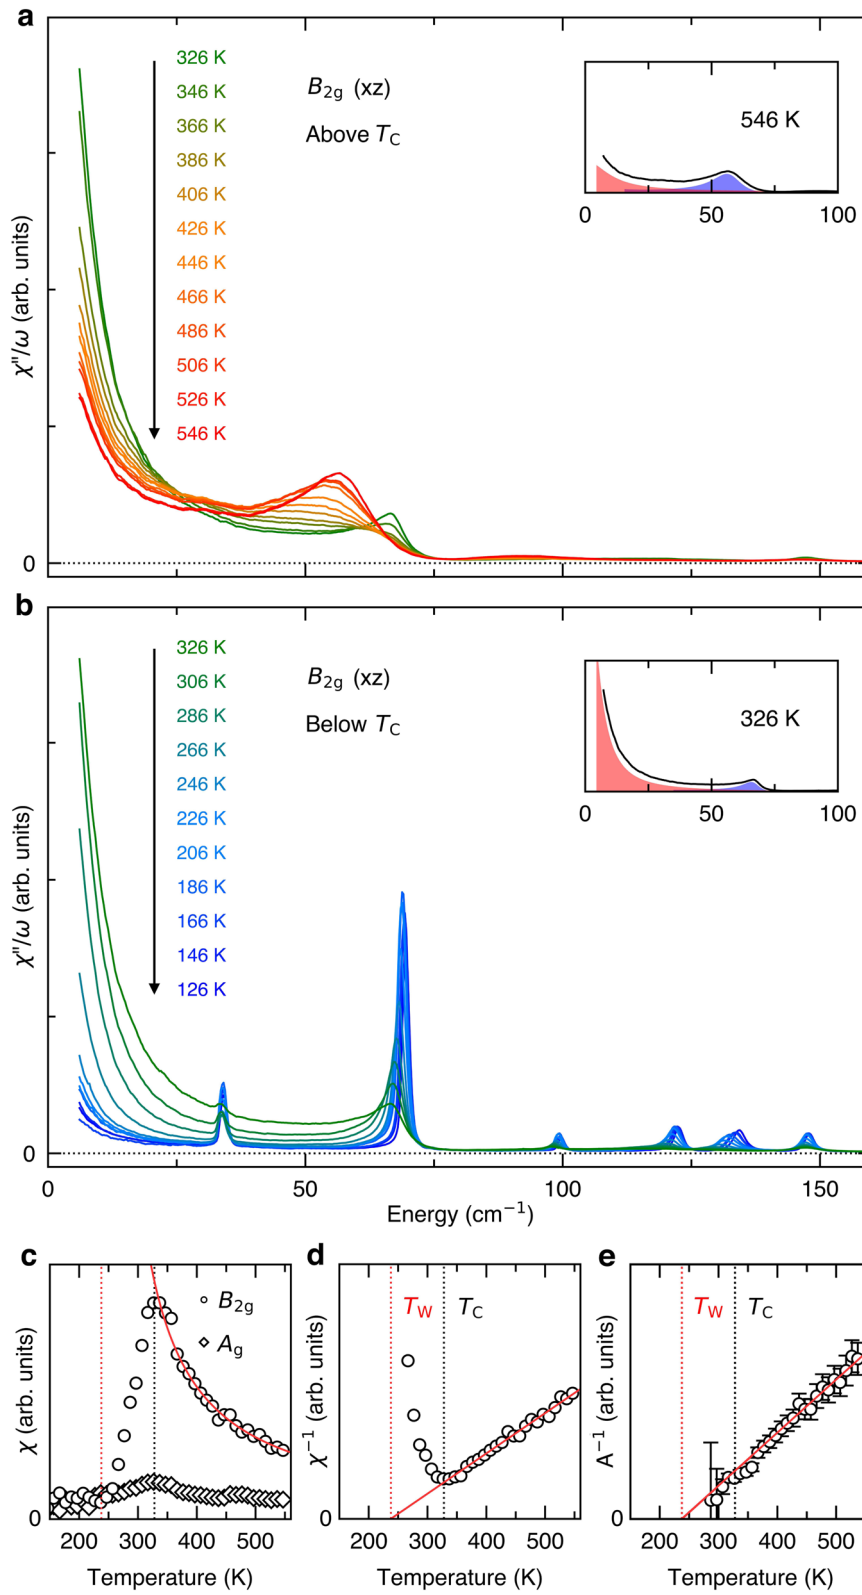 a
326 K
346 K
366 K
386 K
406 K
426 K
446 K
466 K
486 K
506 K
526 K
546 K
B2g (xz)
Above TC
546 K
0 50 100
χ"/ω (arb. units)
0
b
326 K
306 K
286 K
266 K
246 K
226 K
206 K
186 K
166 K
146 K
126 K
B2g (xz)
Below TC
326 K
0 50 100
χ"/ω (arb. units)
0
0 50 100 150
Energy (cm−1)
c
B2g
Ag
χ (arb. units)
0
200 300 400 500
Temperature (K)
d
TW TC
χ−1 (arb. units)
0
200 300 400 500
Temperature (K)
e
TW TC
A−1 (arb. units)
0
200 300 400 500
Temperature (K)